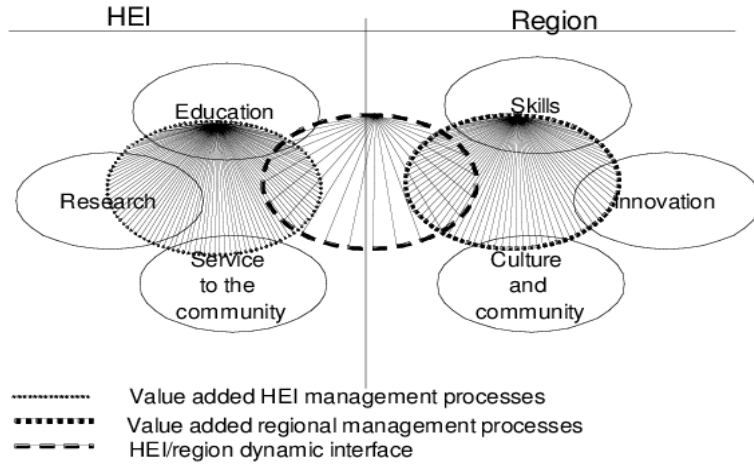 HEI
Region
Education
Skills
Research
Innovation
Service
to the
community
Culture
and
community
Value added HEI management processes
Value added regional management processes
HEI/region dynamic interface